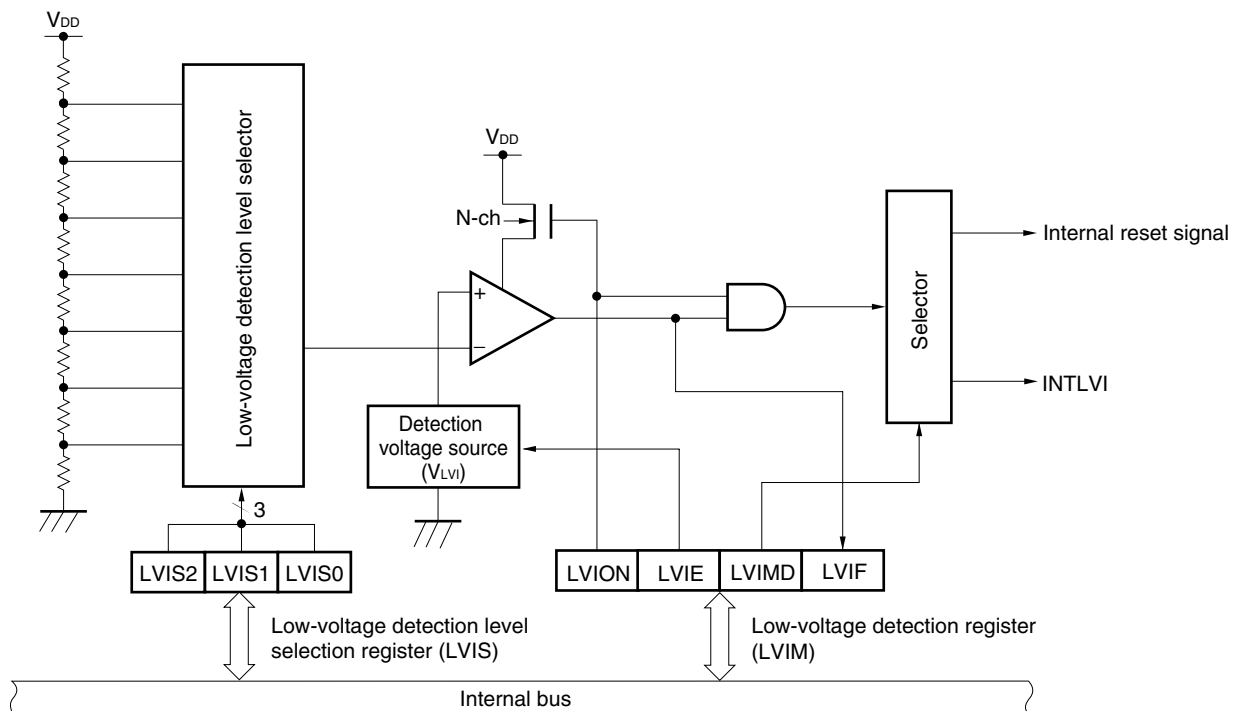 VDD
Low-voltage detection level selector
VDD
N-ch
+
−
Detection
voltage source
(VLVI)
Selector
Internal reset signal
INTLVI
3
LVIS2 LVIS1 LVIS0
LVION LVIE LVIMD LVIF
Low-voltage detection level
selection register (LVIS)
Low-voltage detection register
(LVIM)
Internal bus